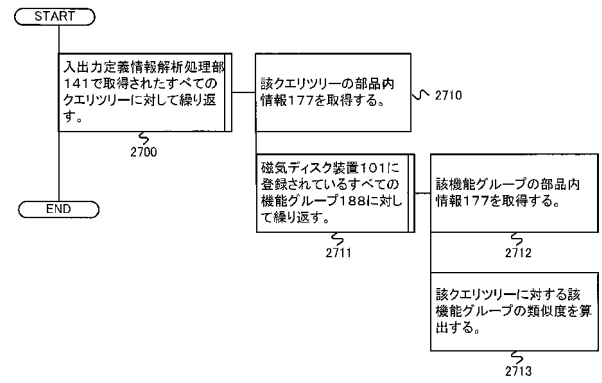 START
入出力定義情報解析処理部
141で取得されたすべての
クエリツリーに対して繰り返
す。
2700
該クエリツリーの部品内
情報177を取得する。
2710
磁気ディスク装置101に
登録されているすべての
機能グループ188に対し
て繰り返す。
2711
該機能グループの部品内
情報177を取得する。
2712
END
該クエリツリーに対する該
機能グループの類似度を算
出する。
2713